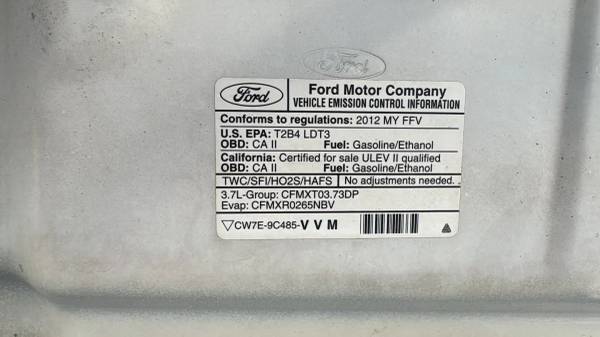 Ford
Ford
Ford Motor Company
VEHICLE EMISSION CONTROL INFORMATION
Conforms to regulations: 2012 MY FFV
U.S. EPA: T2B4 LDT3
OBD: CA II Fuel: Gasoline/Ethanol
California: Certified for sale ULEV II qualified
OBD: CA II Fuel: Gasoline/Ethanol
TWC/SFI/HO2S/HAFS No adjustments needed.
3.7L-Group: CFMXT03.73DP
Evap: CFMXR0265NBV
▽CW7E-9C485-V V M